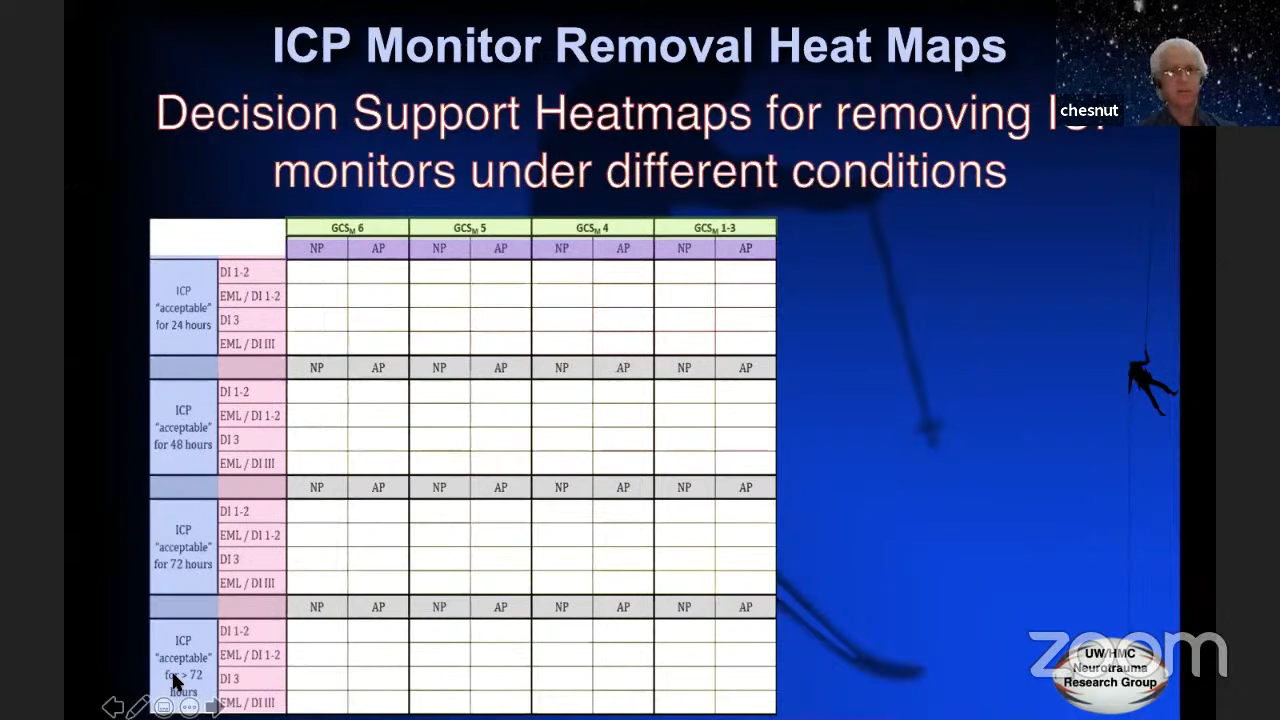 ICP Monitor Removal Heat Maps
chesnut
Decision Support Heatmaps for removing
monitors under different conditions
GCSM 6 GCSM 5 GCSM 4 GCSM 1-3
NP AP NP AP NP AP NP AP
ICP
"acceptable"
for 24 hours
DI 1-2
EML / DI 1-2
DI 3
EML / DI III
NP AP NP AP NP AP NP AP
ICP
"acceptable"
for 48 hours
DI 1-2
EML / DI 1-2
DI 3
EML / DI III
NP AP NP AP NP AP NP AP
ICP
"acceptable"
for 72 hours
DI 1-2
EML / DI 1-2
DI 3
EML / DI III
NP AP NP AP NP AP NP AP
ICP
"acceptable"
for > 72
hours
DI 1-2
EML / DI 1-2
DI 3
EML / DI III
zoom
UW/HMC
Neurotrauma
Research Group